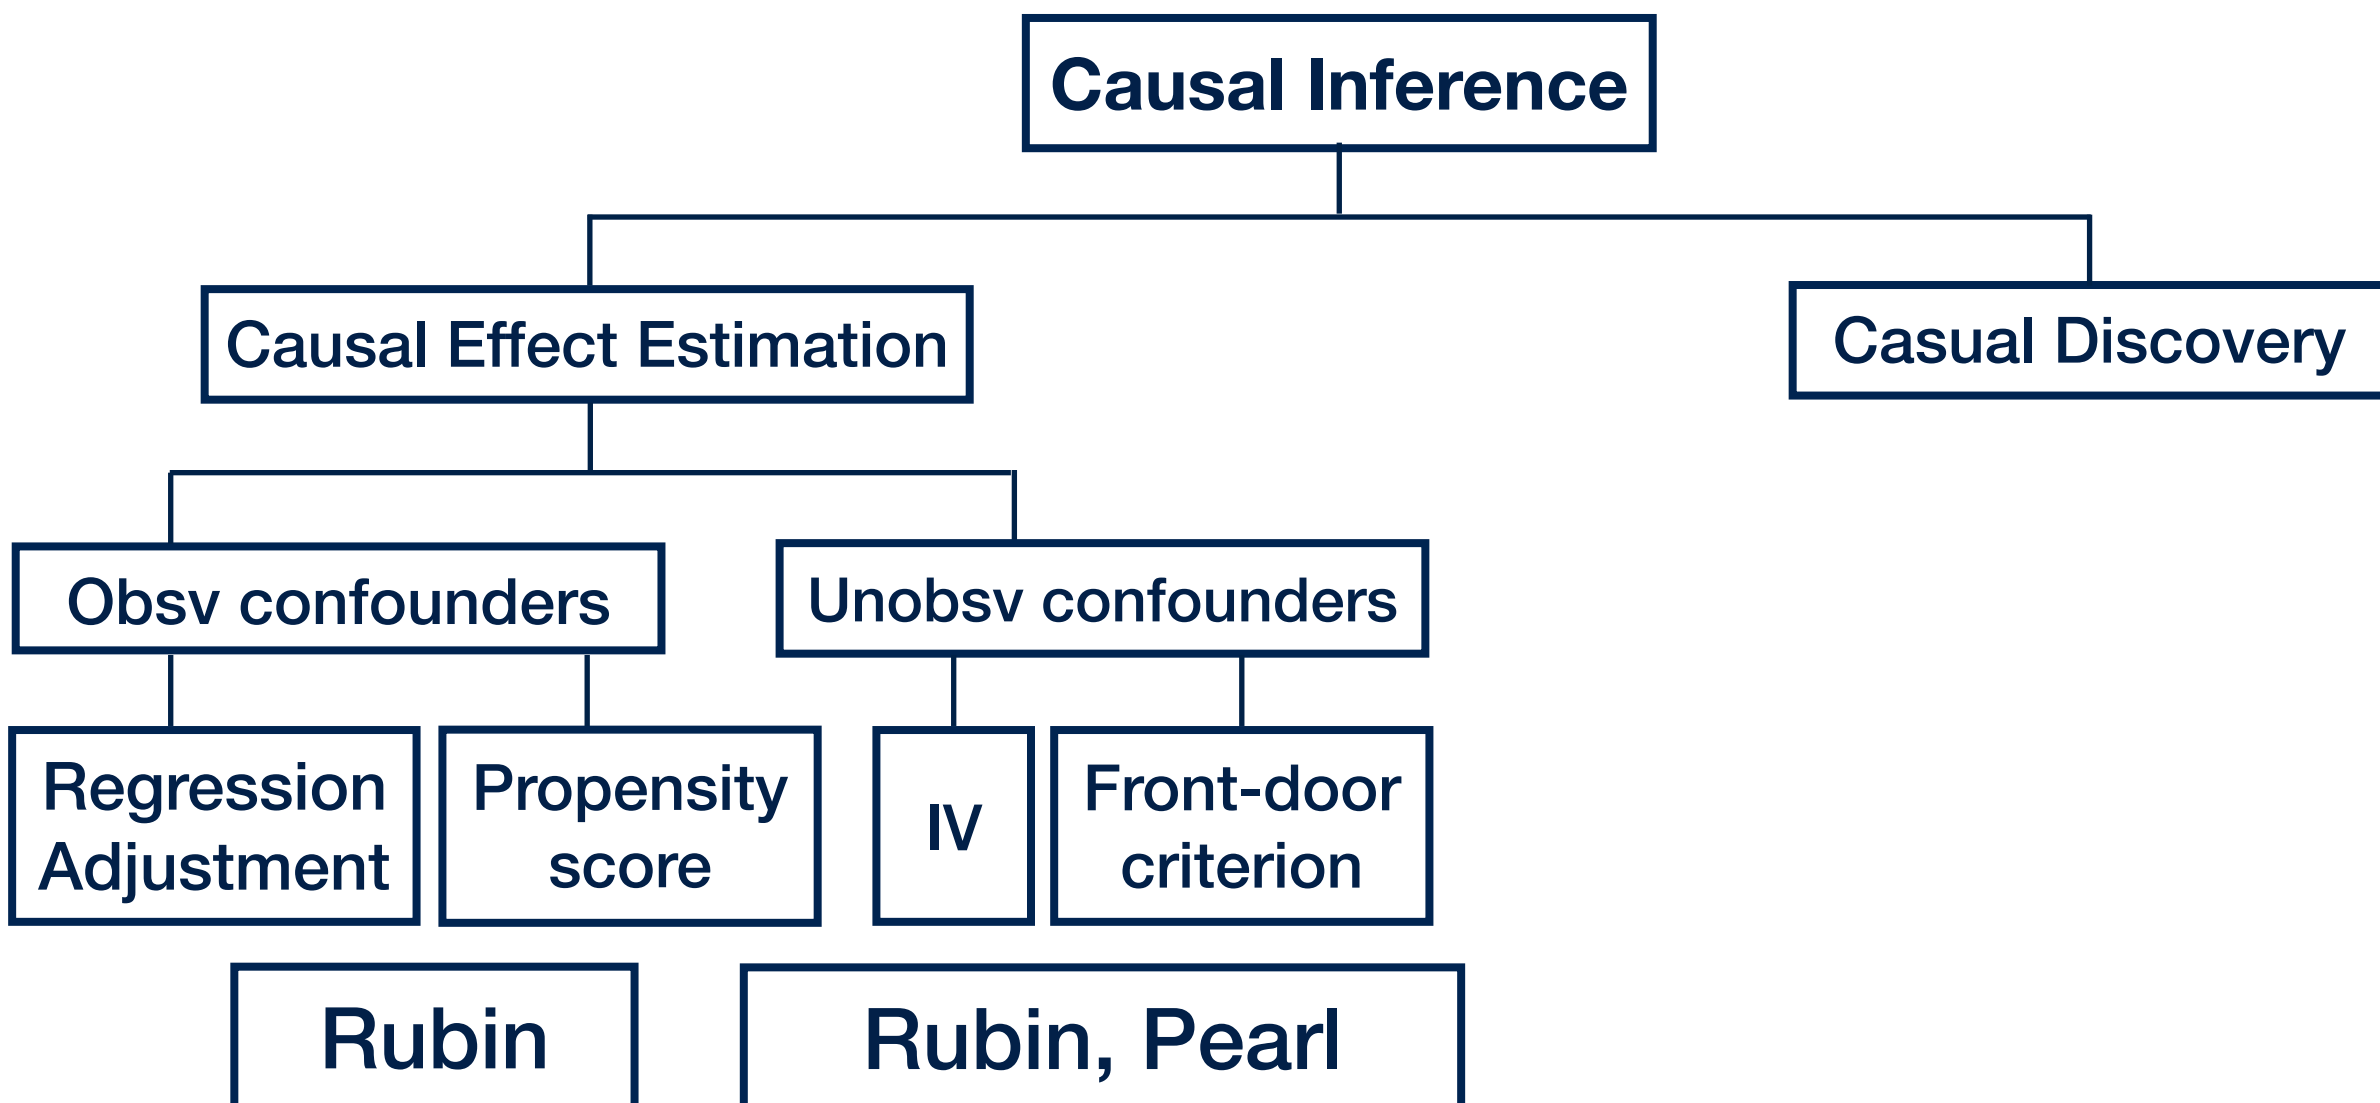 Causal Inference
Causal Effect Estimation
Casual Discovery
Obsv confounders
Unobsv confounders
Regression
Adjustment
Propensity
score
IV
Front-door
criterion
Rubin
Rubin, Pearl